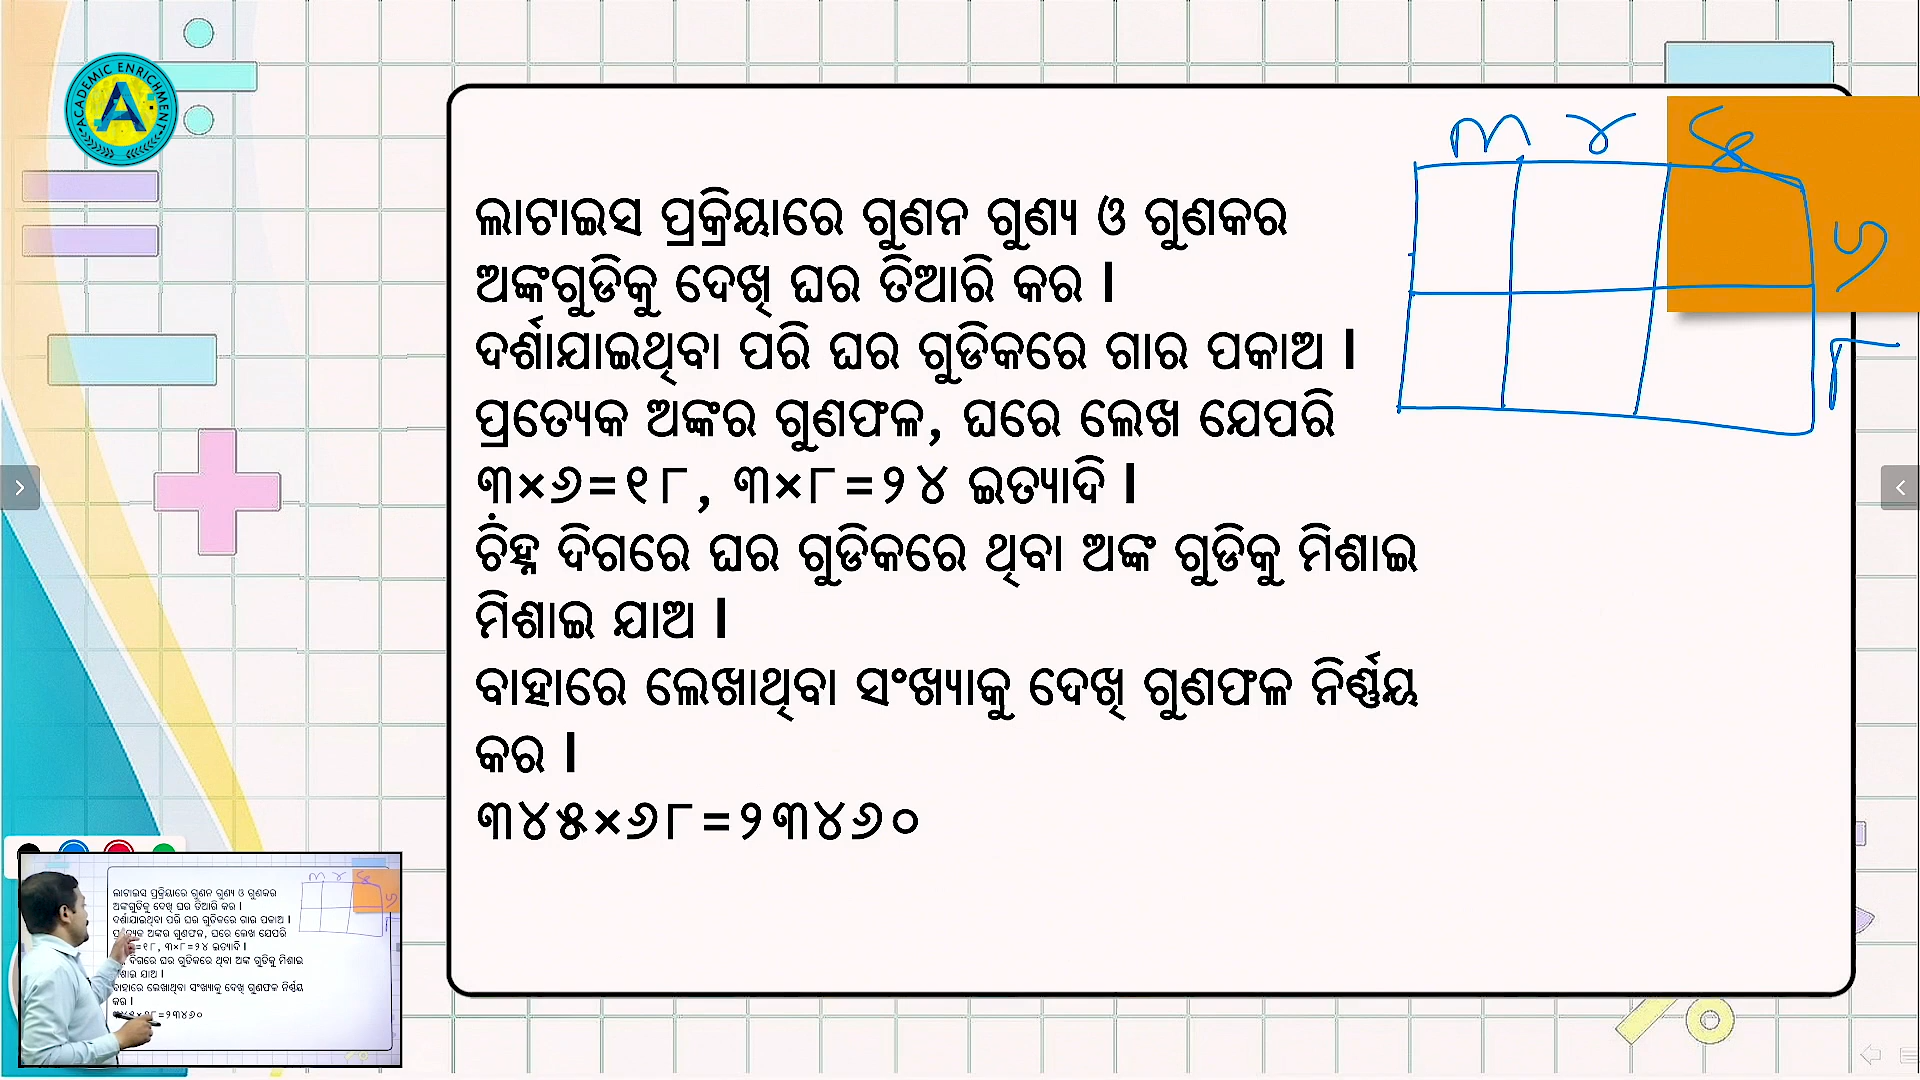 ACADEMIC ENRICHMENT
A
୩ ୪ ୫
୬
୮
ଲାଟାଇସ ପ୍ରକ୍ରିୟାରେ ଗୁଣନ ଗୁଣ୍ୟ ଓ ଗୁଣକର
ଅଙ୍କଗୁଡିକୁ ଦେଖି ଘର ତିଆରି କର ।
ଦର୍ଶାଯାଇଥିବା ପରି ଘର ଗୁଡିକରେ ଗାର ପକାଅ ।
ପ୍ରତ୍ୟେକ ଅଙ୍କର ଗୁଣଫଳ, ଘରେ ଲେଖ ଯେପରି
୩×୬=୧୮, ୩×୮=୨୪ ଇତ୍ୟାଦି ।
ଚିହ୍ନ ଦିଗରେ ଘର ଗୁଡିକରେ ଥିବା ଅଙ୍କ ଗୁଡିକୁ ମିଶାଇ
ମିଶାଇ ଯାଅ ।
ବାହାରେ ଲେଖାଥିବା ସଂଖ୍ୟାକୁ ଦେଖି ଗୁଣଫଳ ନିର୍ଣ୍ଣୟ
କର ।
୩୪୫×୬୮=୨୩୪୬୦